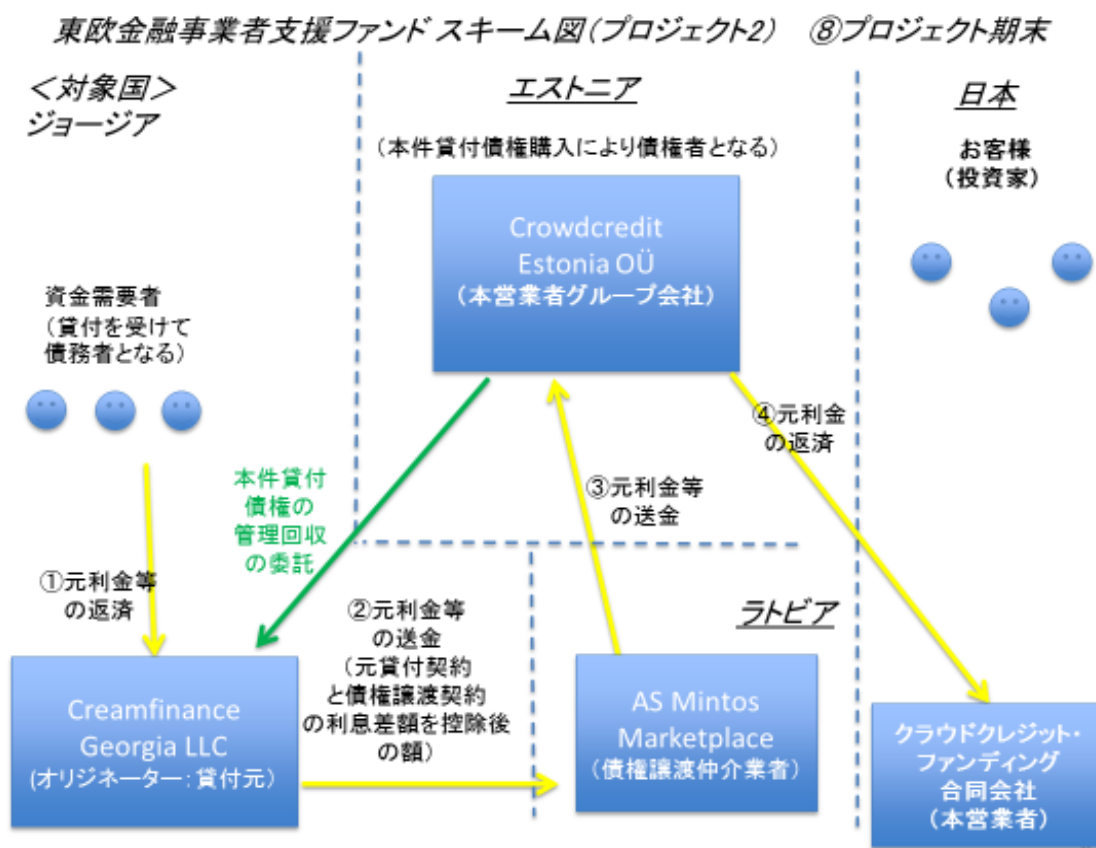 東欧金融事業者支援ファンド スキーム図(プロジェクト2) ⑧プロジェクト期末
＜対象国＞
ジョージア
エストニア
日本
(本件貸付債権購入により債権者となる)
お客様
(投資家)
Crowdcredit
Estonia OÜ
(本営業者グループ会社)
資金需要者
(貸付を受けて
債務者となる)
④元利金
の返済
本件貸付
債権の
管理回収
の委託
③元利金等
の送金
①元利金等
の返済
②元利金等
の送金
(元貸付契約
と債権譲渡契約
の利息差額を控除後
の額)
ラトビア
Creamfinance
Georgia LLC
(オリジネーター：貸付元)
AS Mintos
Marketplace
(債権譲渡仲介業者)
クラウドクレジット・
ファンディング
合同会社
(本営業者)